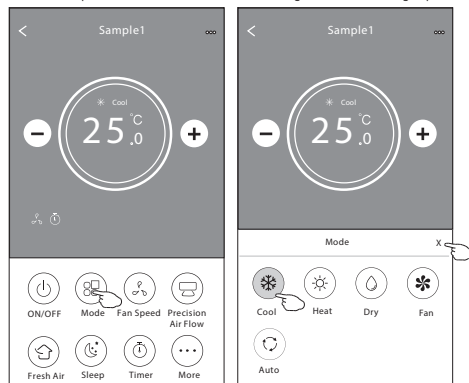 Sample1
Cool
25.0 °C
ON/OFF
Mode
Fan Speed
Precision
Air Flow
Fresh Air
Sleep
Timer
More
Sample1
Cool
25.0 °C
Mode
X
Cool
Heat
Dry
Fan
Auto